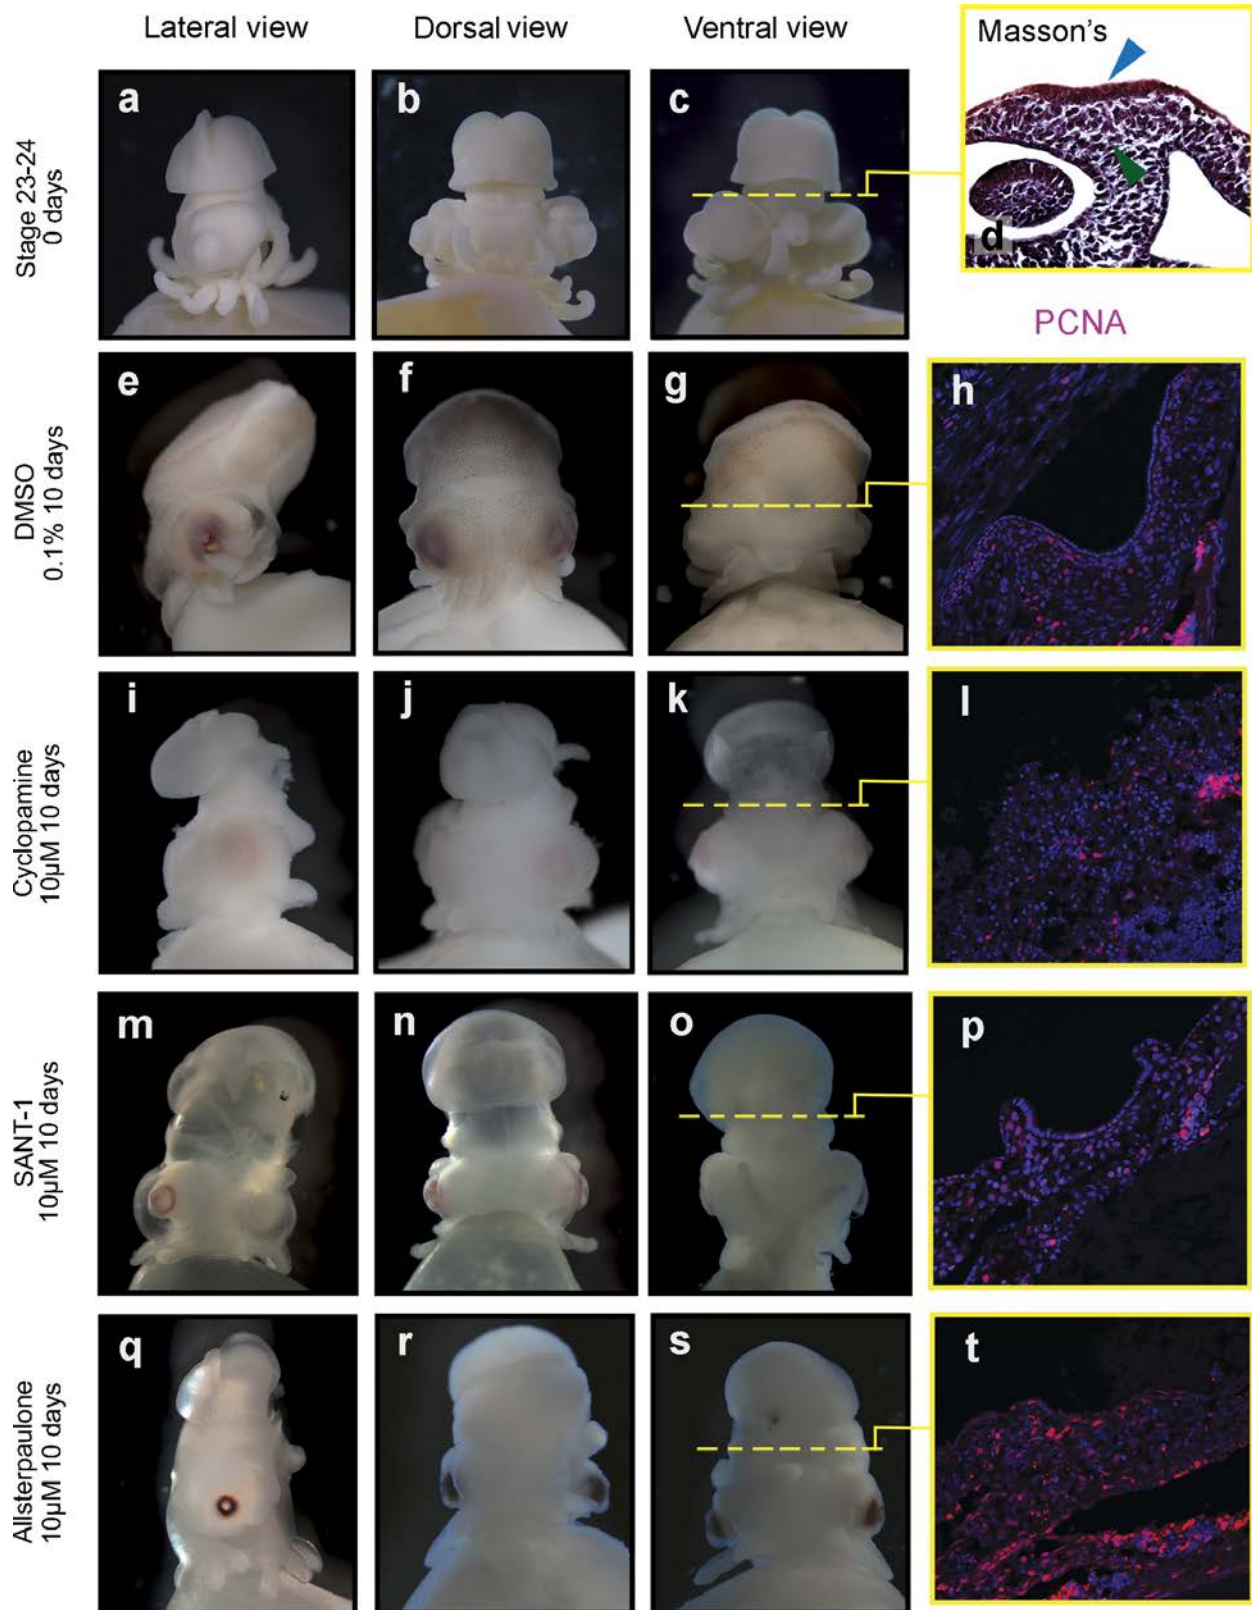 Lateral view
Dorsal view
Ventral view
Masson's
Stage 23-24
0 days
a
b
c
d
PCNA
DMSO
0.1% 10 days
e
f
g
h
Cyclopamine
10µM 10 days
i
j
k
l
SANT-1
10µM 10 days
m
n
o
p
Allsterpaulone
10µM 10 days
q
r
s
t